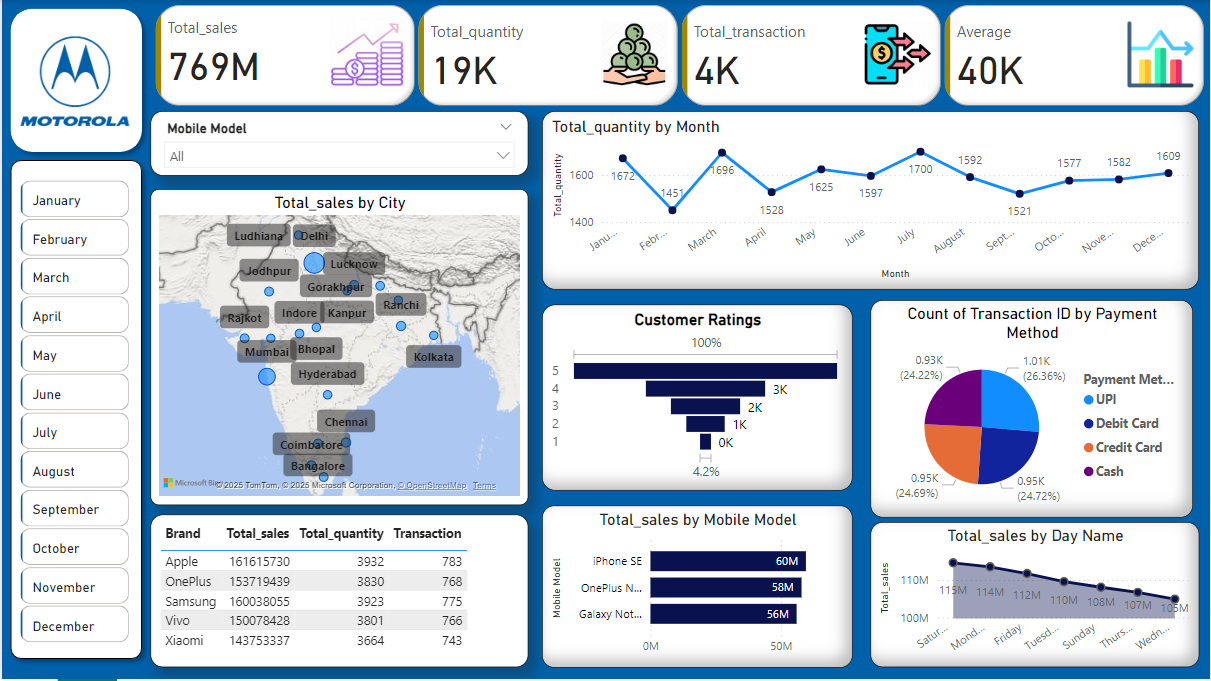 MOTOROLA
Total_sales
769M
Total_quantity
19K
Total_transaction
4K
Average
40K
January
February
March
April
May
June
July
August
September
October
November
December
Mobile Model
All
Total_sales by City
Ludhiana
Delhi
Jodhpur
Lucknow
Gorakhpur
Ranchi
Rajkot
Indore
Kanpur
Mumbai
Bhopal
Kolkata
Hyderabad
Chennai
Coimbatore
Bangalore
© 2025 TomTom, © 2025 Microsoft Corporation, © OpenStreetMap Terms
Brand Total_sales Total_quantity Transaction
Apple 161615730 3932 783
OnePlus 153719439 3830 768
Samsung 160038055 3923 775
Vivo 150078428 3801 766
Xiaomi 143753337 3664 743
Total_quantity by Month
Total_quantity
1600
1400
1672
1451
1696
1528
1625
1597
1700
1592
1521
1577
1582
1609
Janu...
Febr...
March
April
May
June
July
August
Sept...
Octo...
Nove...
Dece...
Month
Customer Ratings
100%
5
4 3K
3 2K
2 1K
1 0K
4.2%
Count of Transaction ID by Payment
Method
0.93K
(24.22%)
1.01K
(26.36%)
0.95K
(24.69%)
0.95K
(24.72%)
Payment Met...
UPI
Debit Card
Credit Card
Cash
Total_sales by Mobile Model
Mobile Model
iPhone SE 60M
OnePlus N... 58M
Galaxy Not... 56M
0M 50M
Total_sales by Day Name
Total_sales
110M
100M
115M
114M
112M
110M
108M
107M
105M
Satur...
Mond...
Friday
Tuesd...
Sunday
Thurs...
Wedn...